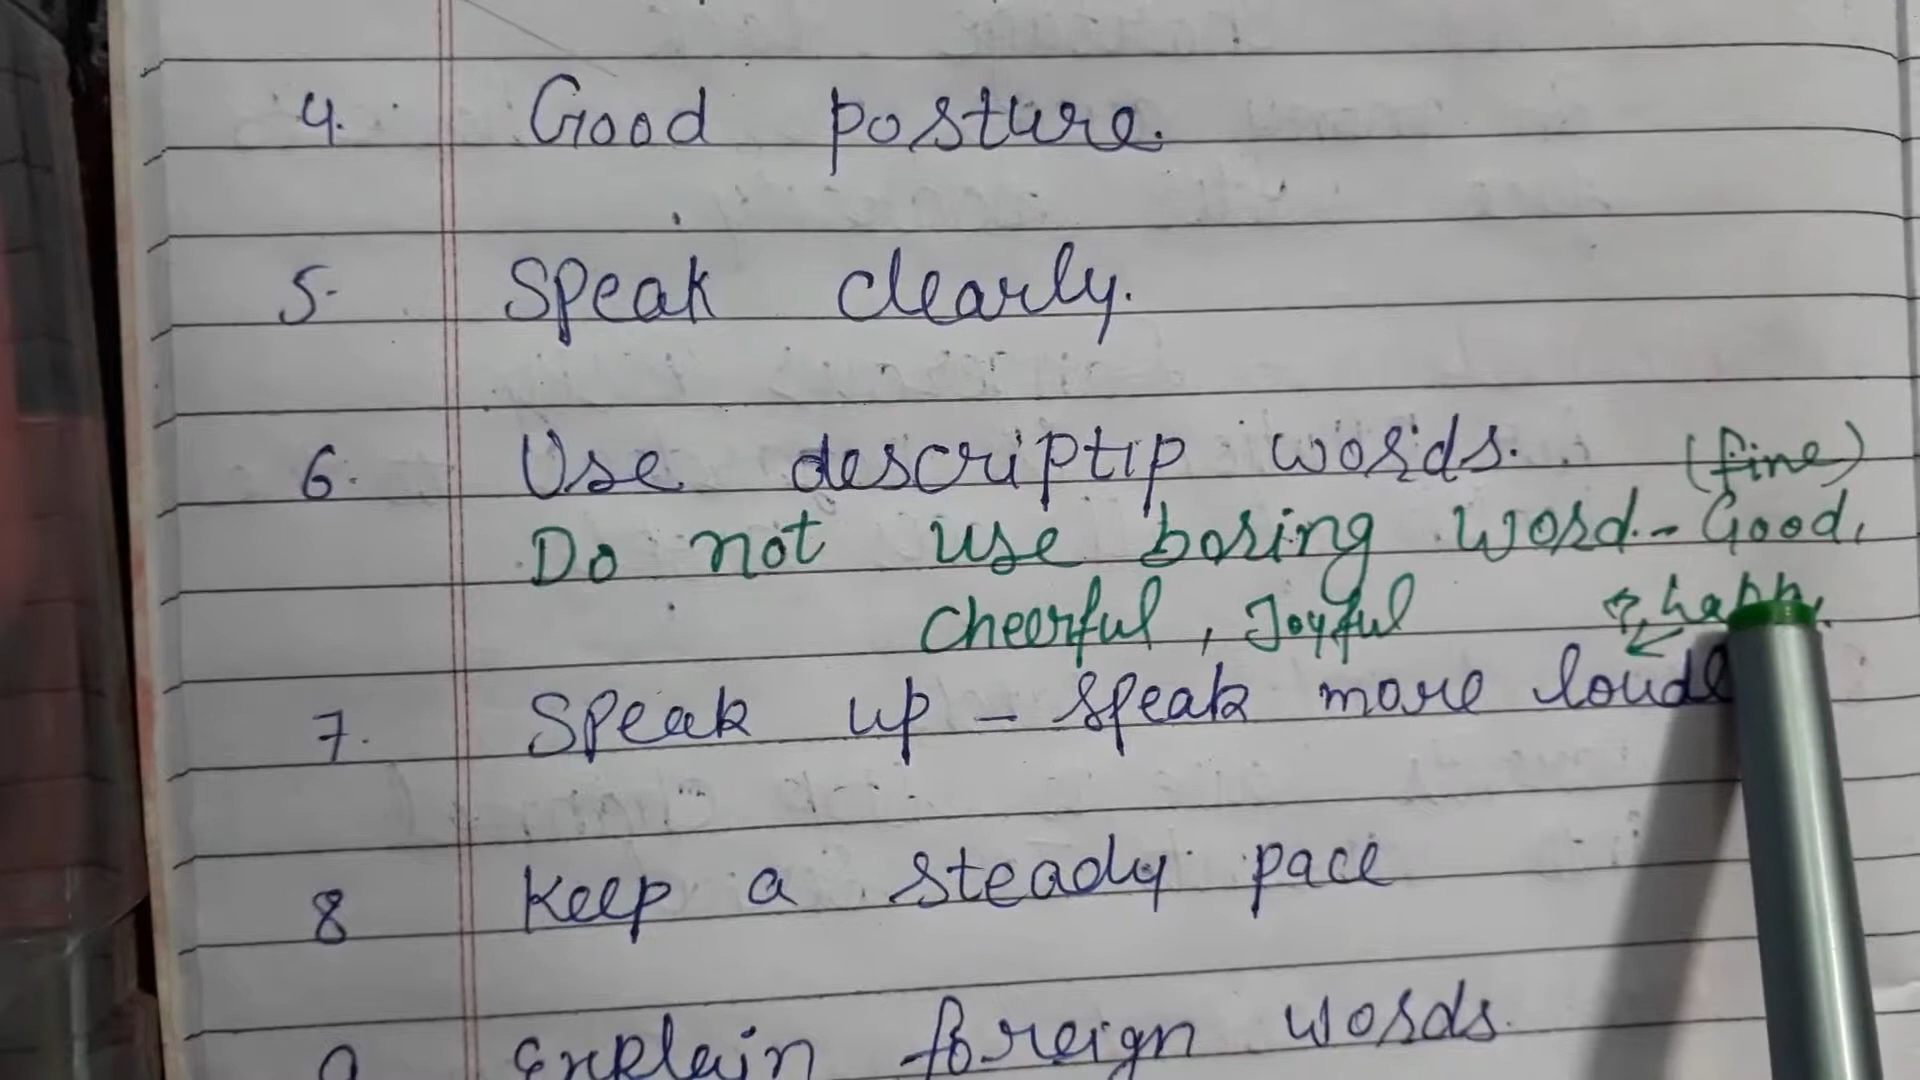 4. Good posture.
5. Speak clearly.
6. Use descriptip words. (fine)
Do not use boring word.- Good,
Cheerful, Joyful
7. Speak up - speak more
8 Keep a steady pace
Explain foreign words.